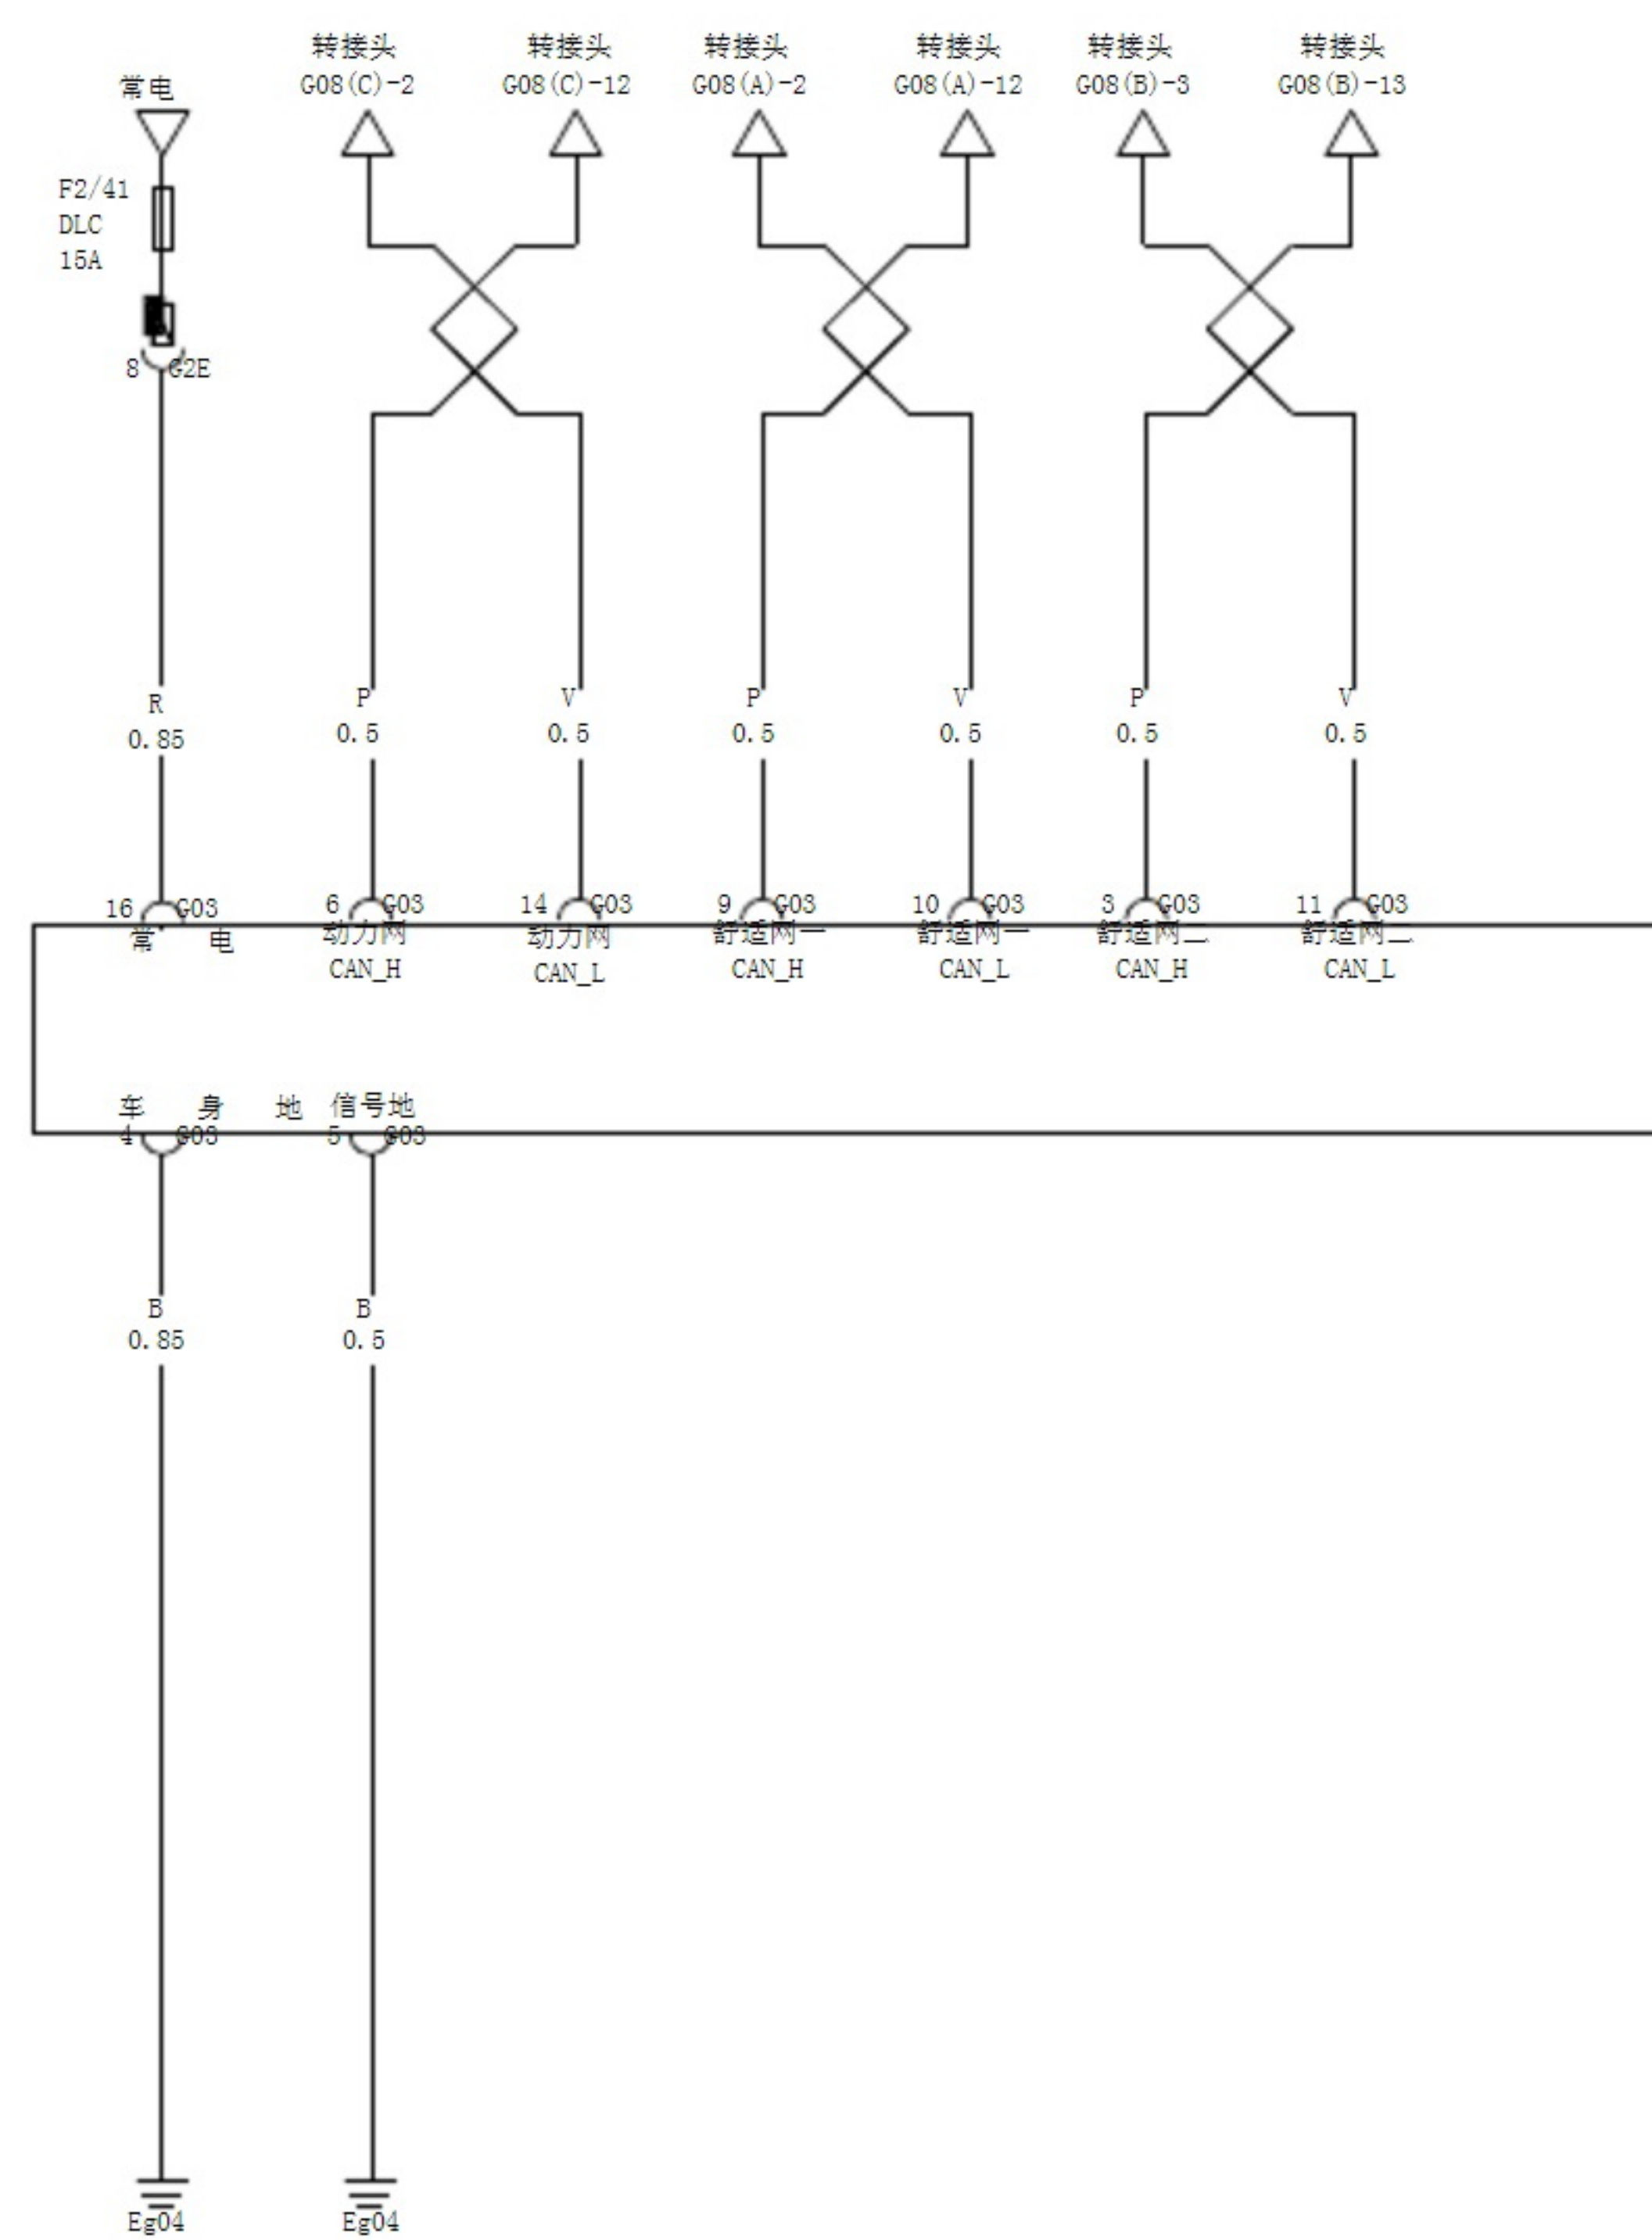 转接头 转接头 转接头 转接头 转接头 转接头
常电 G08(C)-2 G08(C)-12 G08(A)-2 G08(A)-12 G08(B)-3 G08(B)-13
F2/41
DLC
15A
8 G2E
R P V P V P V
0.85 0.5 0.5 0.5 0.5 0.5 0.5
16 G03 6 G03 14 G03 9 G03 10 G03 3 G03 11 G03
常 电 动力网 动力网 舒适网一 舒适网一 舒适网二 舒适网二
CAN_H CAN_L CAN_H CAN_L CAN_H CAN_L
车 身 地 信号地
4 G03 5 G03
B B
0.85 0.5
Eg04 Eg04